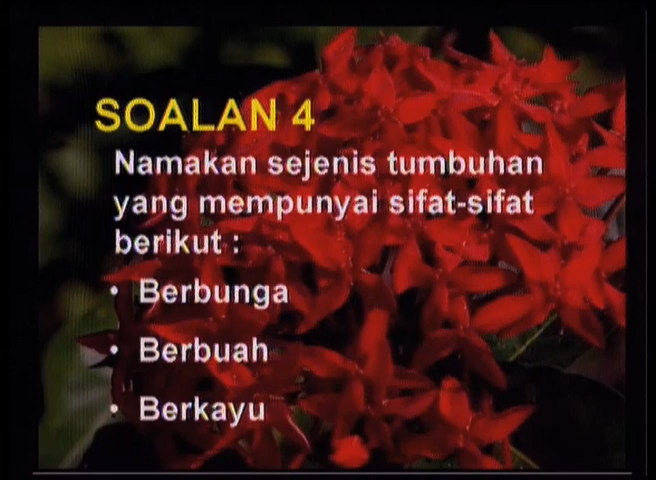 SOALAN 4
Namakan sejenis tumbuhan
yang mempunyai sifat-sifat
berikut :
• Berbunga
• Berbuah
• Berkayu